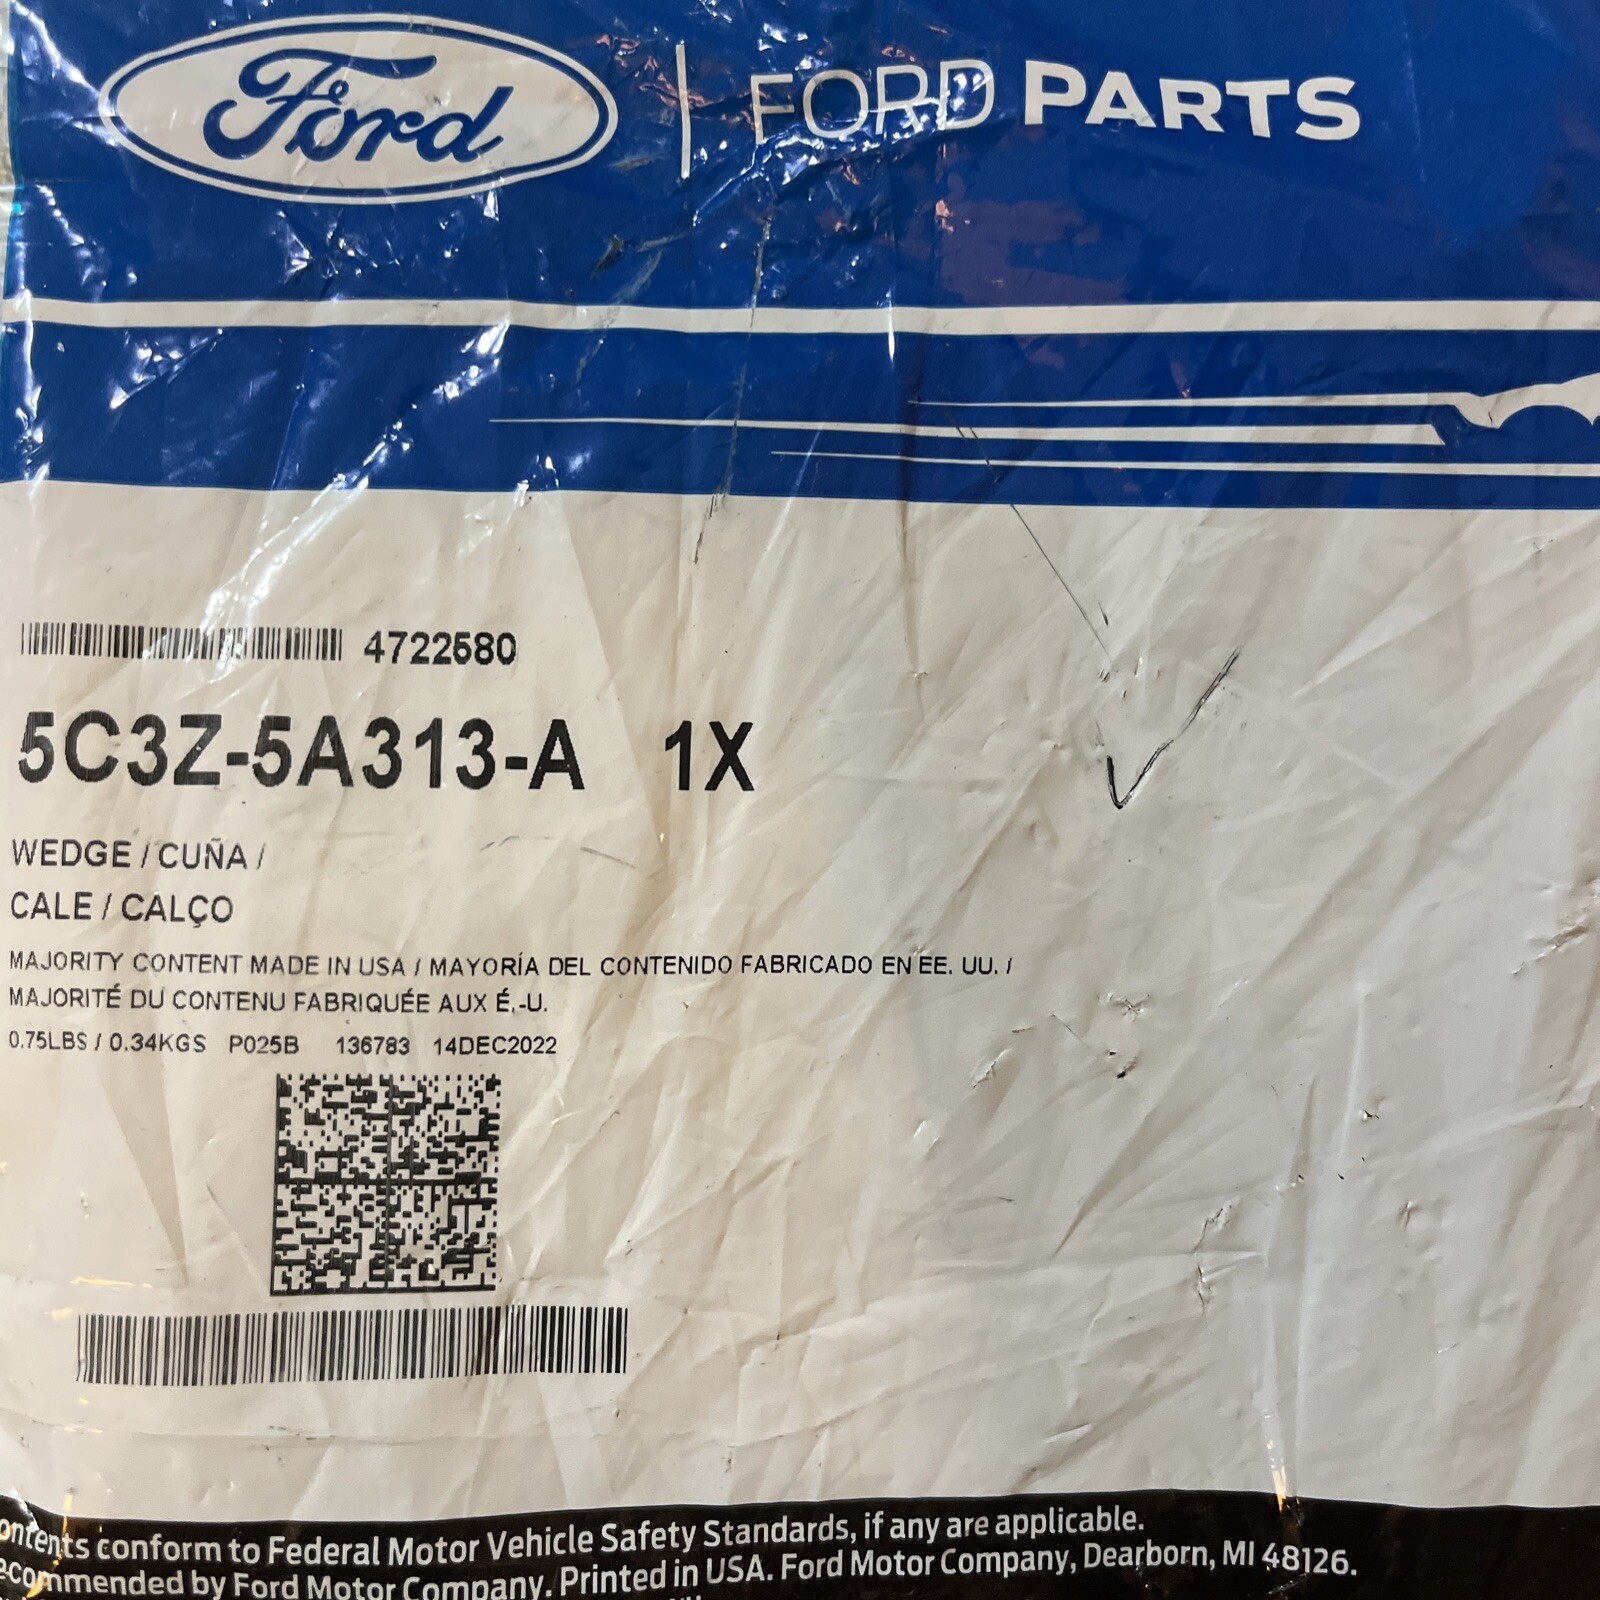 Ford | FORD PARTS
4722680
5C3Z-5A313-A 1X
WEDGE / CUÑA /
CALE / CALÇO
MAJORITY CONTENT MADE IN USA / MAYORÍA DEL CONTENIDO FABRICADO EN EE. UU. /
MAJORITÉ DU CONTENU FABRIQUÉE AUX É.-U.
0.75LBS / 0.34KGS P025B 136783 14DEC2022
ontents conform to Federal Motor Vehicle Safety Standards, if any are applicable.
ecommended by Ford Motor Company. Printed in USA. Ford Motor Company, Dearborn, MI 48126.